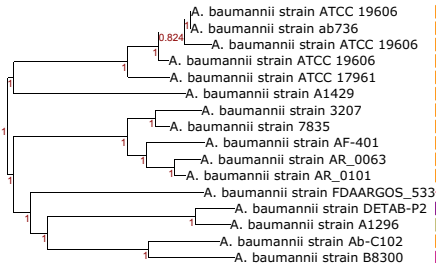 A. baumannii strain ATCC 19606
A. baumannii strain ab736
0.824
A. baumannii strain ATCC 19606
1
A. baumannii strain ATCC 19606
1
A. baumannii strain ATCC 17961
1
A. baumannii strain A1429
A. baumannii strain 3207
1
1
A. baumannii strain 7835
1
A. baumannii strain AF-401
1
A. baumannii strain AR_0063
1
1
A. baumannii strain AR_0101
1
A. baumannii strain FDAARGOS_533
A. baumannii strain DETAB-P2
1
1
A. baumannii strain A1296
1
A. baumannii strain Ab-C102
1
A. baumannii strain B8300